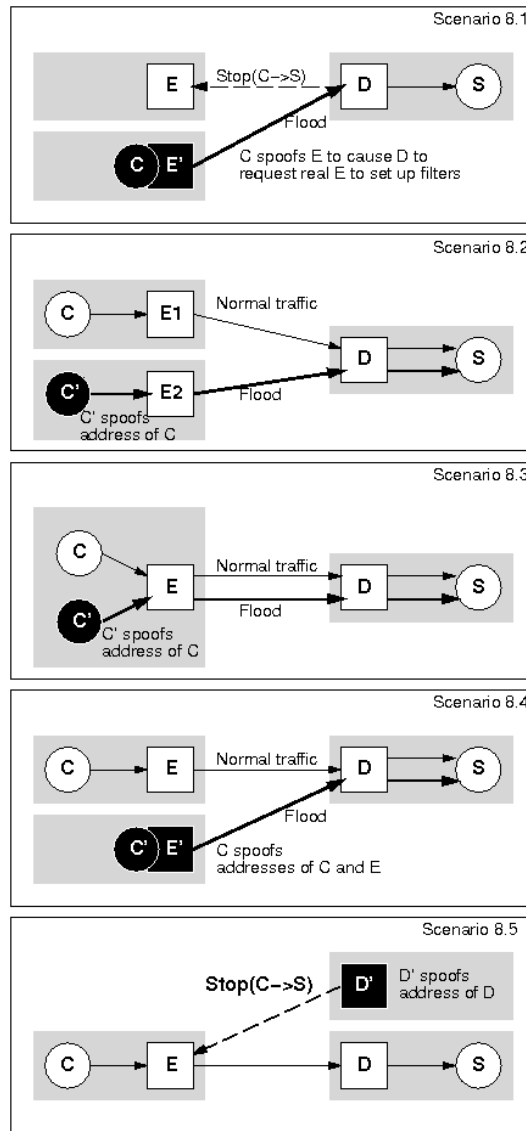 Scenario 8.1
E
Stop(C->S)
D
S
Flood
C
E'
C spoofs E to cause D to
request real E to set up filters
Scenario 8.2
C
E1
Normal traffic
D
S
C'
E2
Flood
C' spoofs
address of C
Scenario 8.3
C
E
Normal traffic
D
S
Flood
C'
C' spoofs
address of C
Scenario 8.4
C
E
Normal traffic
D
S
Flood
C'
E'
C spoofs
addresses of C and E
Scenario 8.5
Stop(C->S)
D'
D' spoofs
address of D
C
E
D
S